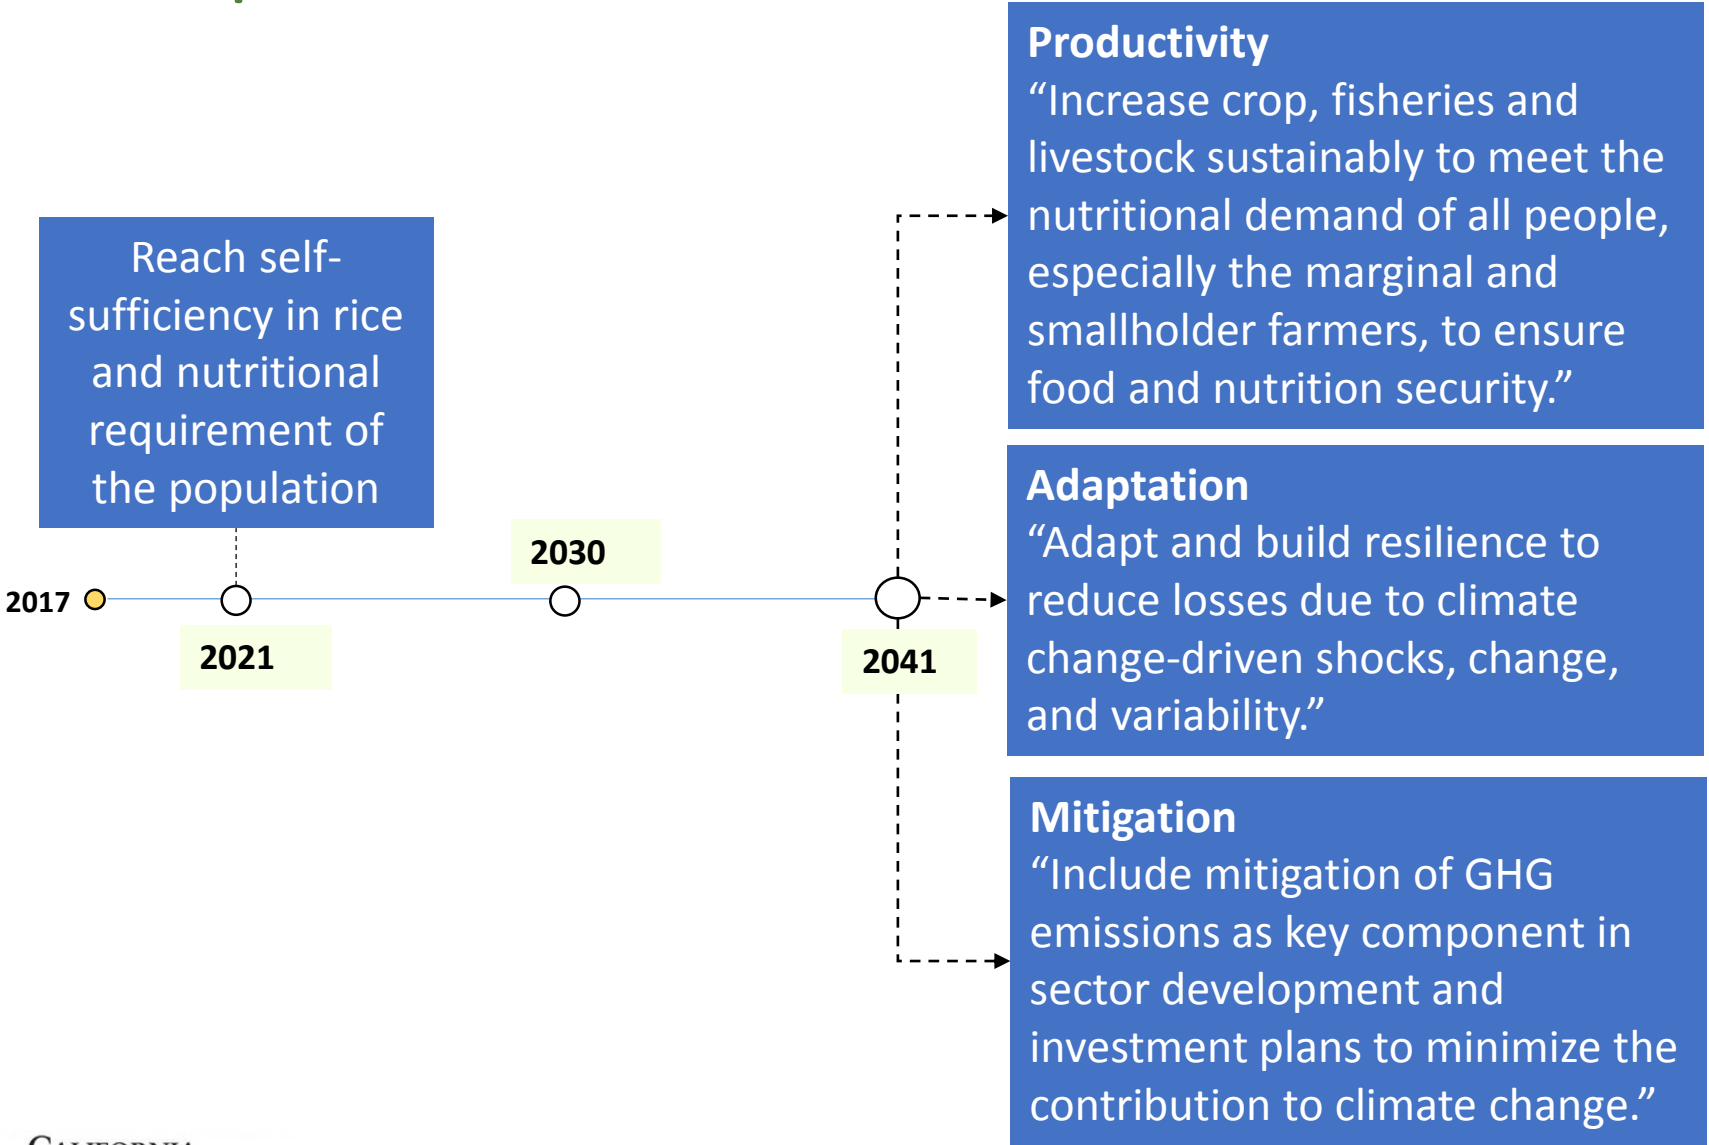 Productivity
“Increase crop, fisheries and
livestock sustainably to meet the
nutritional demand of all people,
especially the marginal and
smallholder farmers, to ensure
food and nutrition security.”
Reach self-
sufficiency in rice
and nutritional
requirement of
the population
Adaptation
“Adapt and build resilience to
reduce losses due to climate
change-driven shocks, change,
and variability.”
2030
2017
2021
2041
Mitigation
“Include mitigation of GHG
emissions as key component in
sector development and
investment plans to minimize the
contribution to climate change.”
CALIFORNIA